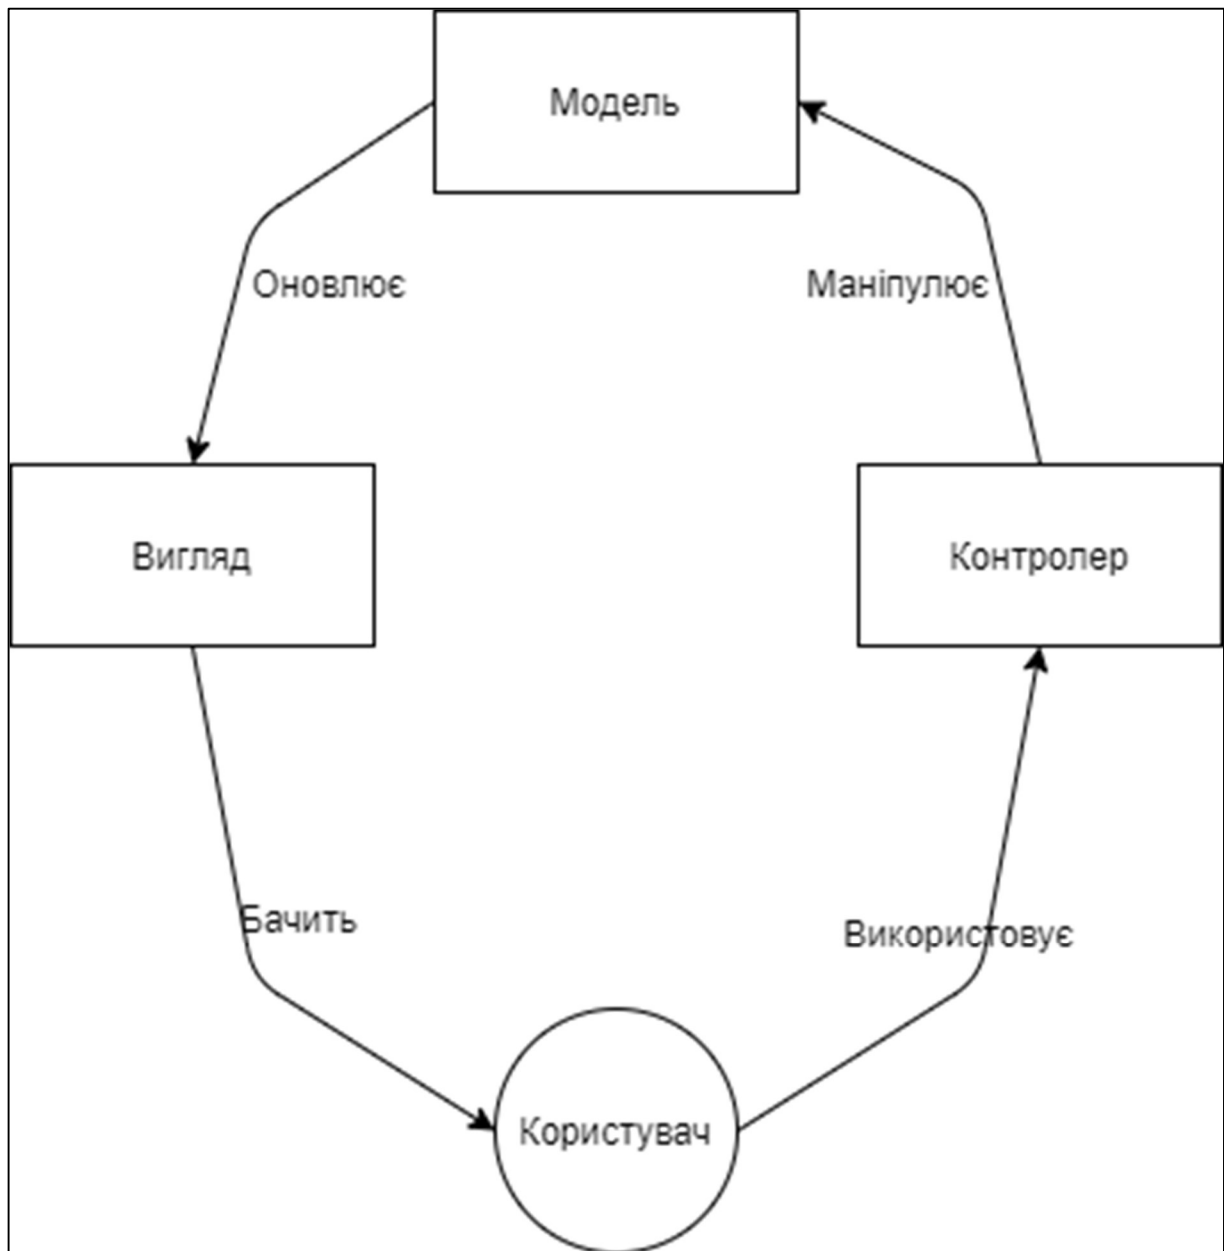 Модель
Оновлює
Маніпулює
Вигляд
Контролер
Бачить
Використовує
Користувач